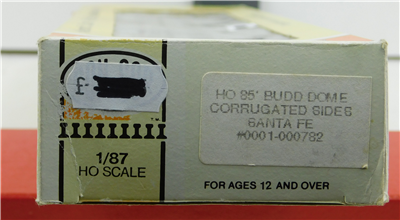 £-
HO 85' BUDD DOME
CORRUGATED SIDES
SANTA FE
#0001-000782
1/87
HO SCALE
FOR AGES 12 AND OVER